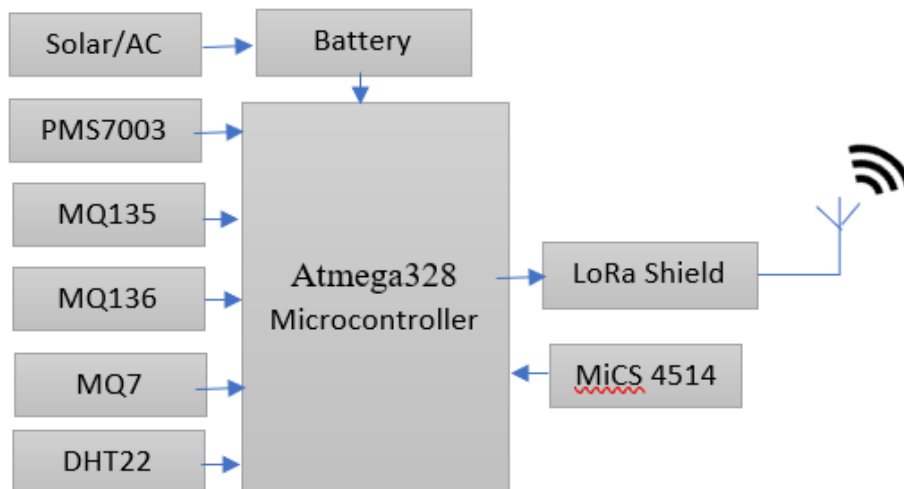 Solar/AC
Battery
PMS7003
MQ135
MQ136
MQ7
DHT22
Atmega328
Microcontroller
LoRa Shield
MiCS 4514